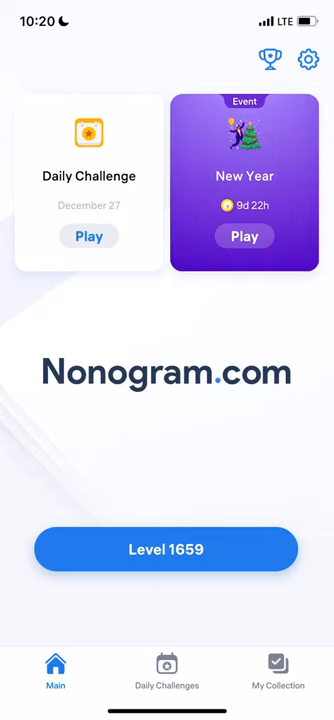 10:20
LTE
Event
Daily Challenge
December 27
Play
New Year
9d 22h
Play
Nonogram.com
Level 1659
Main
Daily Challenges
My Collection